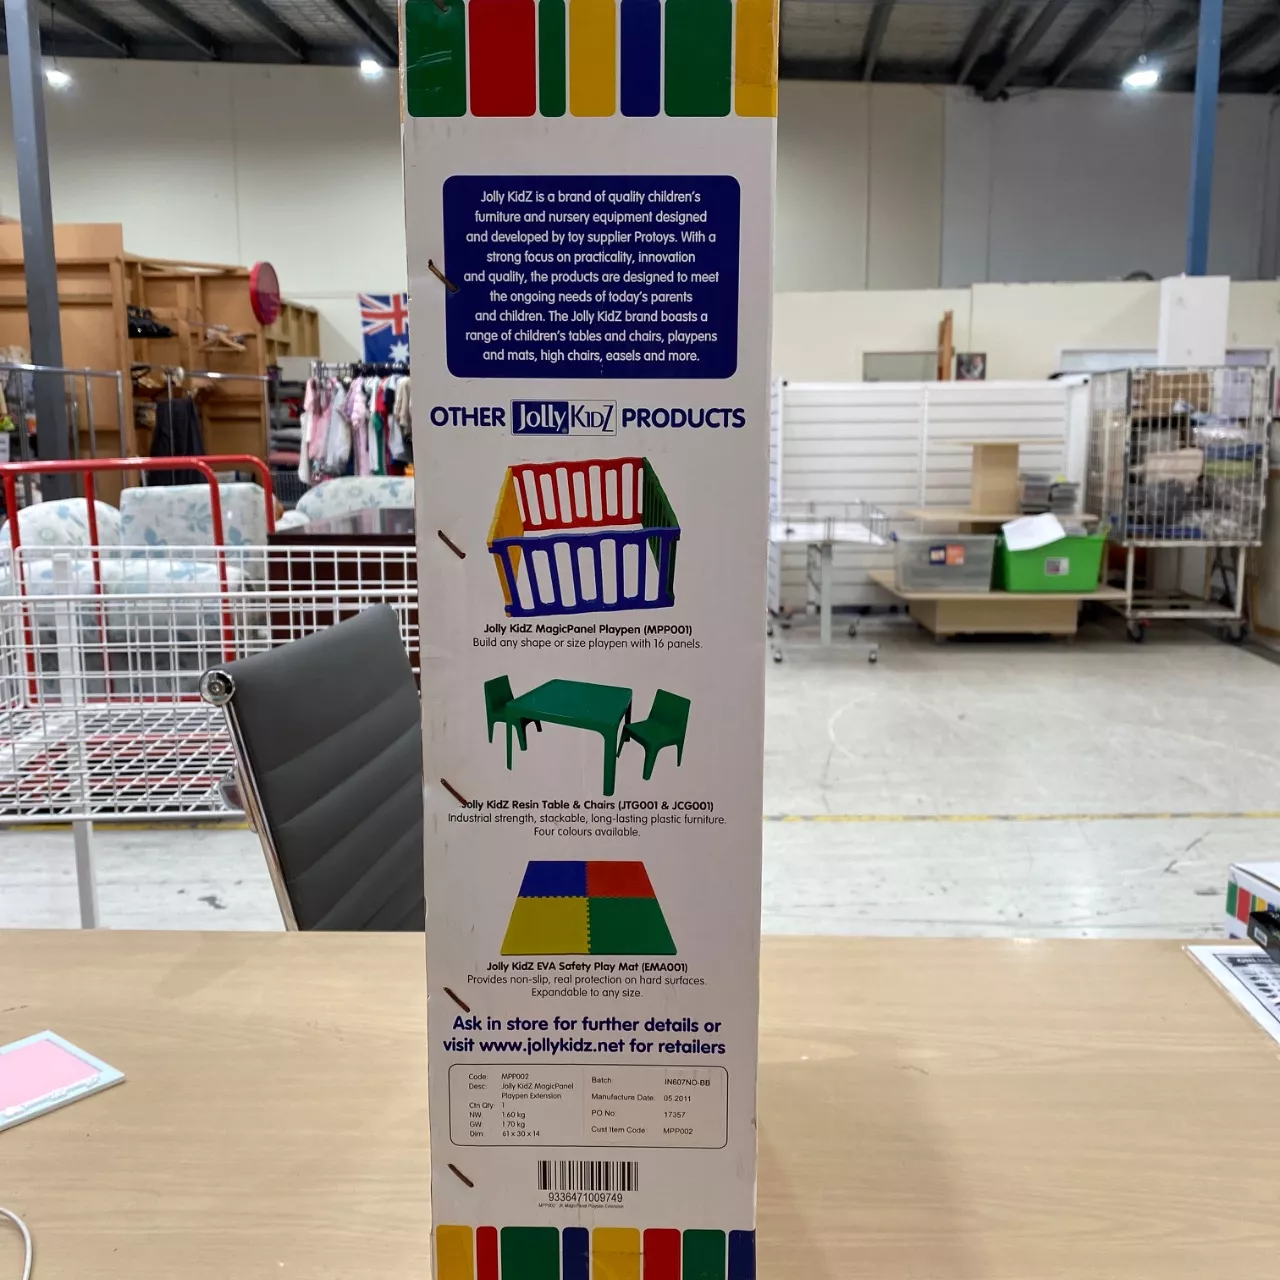 Jolly KidZ is a brand of quality children's
furniture and nursery equipment designed
and developed by toy supplier Protoys. With a
strong focus on practicality, innovation
and quality, the products are designed to meet
the ongoing needs of today's parents
and children. The Jolly KidZ brand boasts a
range of children's tables and chairs, playpens
and mats, high chairs, easels and more.
OTHER Jolly KIDZ PRODUCTS
Jolly KidZ MagicPanel Playpen (MPP001)
Build any shape or size playpen with 16 panels.
Jolly KidZ Resin Table & Chairs (JTG001 & JCG001)
Industrial strength, stackable, long-lasting plastic furniture.
Four colours available.
Jolly KidZ EVA Safety Play Mat (EMA001)
Provides non-slip, real protection on hard surfaces.
Expandable to any size.
Ask in store for further details or
visit www.jollykidz.net for retailers
Code: MPP002
Desc: Jolly KidZ MagicPanel
Playpen Extension
Ctn Qty: 1
NW: 1.60 kg
GW: 1.70 kg
Dim: 61 x 30 x 14
Batch: IN607NO-BB
Manufacture Date: 05.2011
PO No: 17357
Cust Item Code: MPP002
9336471009749
MPP002 JK MagicPanel Playpen Extension